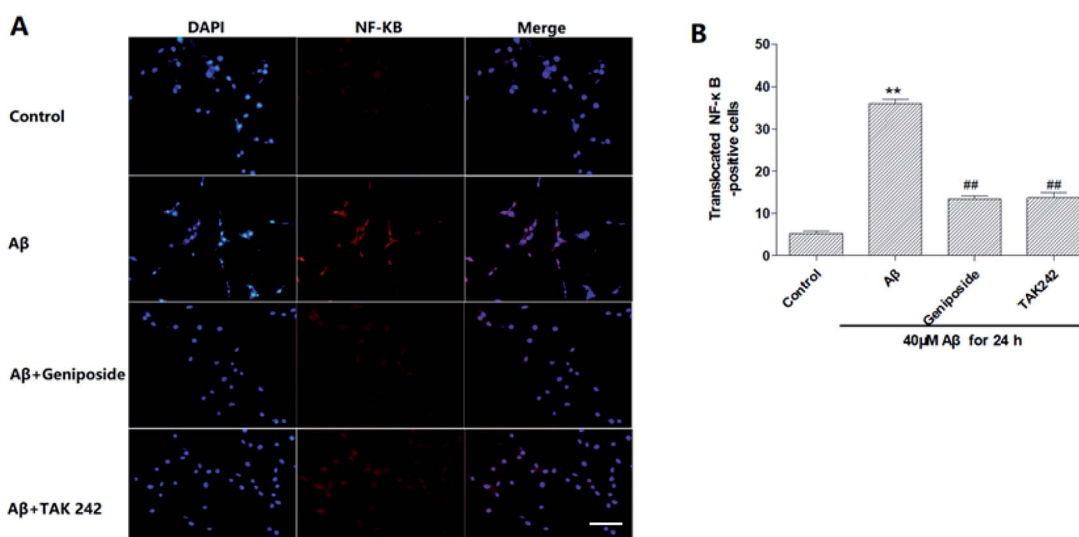 A
DAPI NF-KB Merge
Control
Aβ
Aβ+Geniposide
Aβ+TAK 242
B
Translocated NF-κ B
-positive cells
50
40
30
20
10
0
**
##
##
Control
Aβ
Geniposide
TAK242
40μM Aβ for 24 h